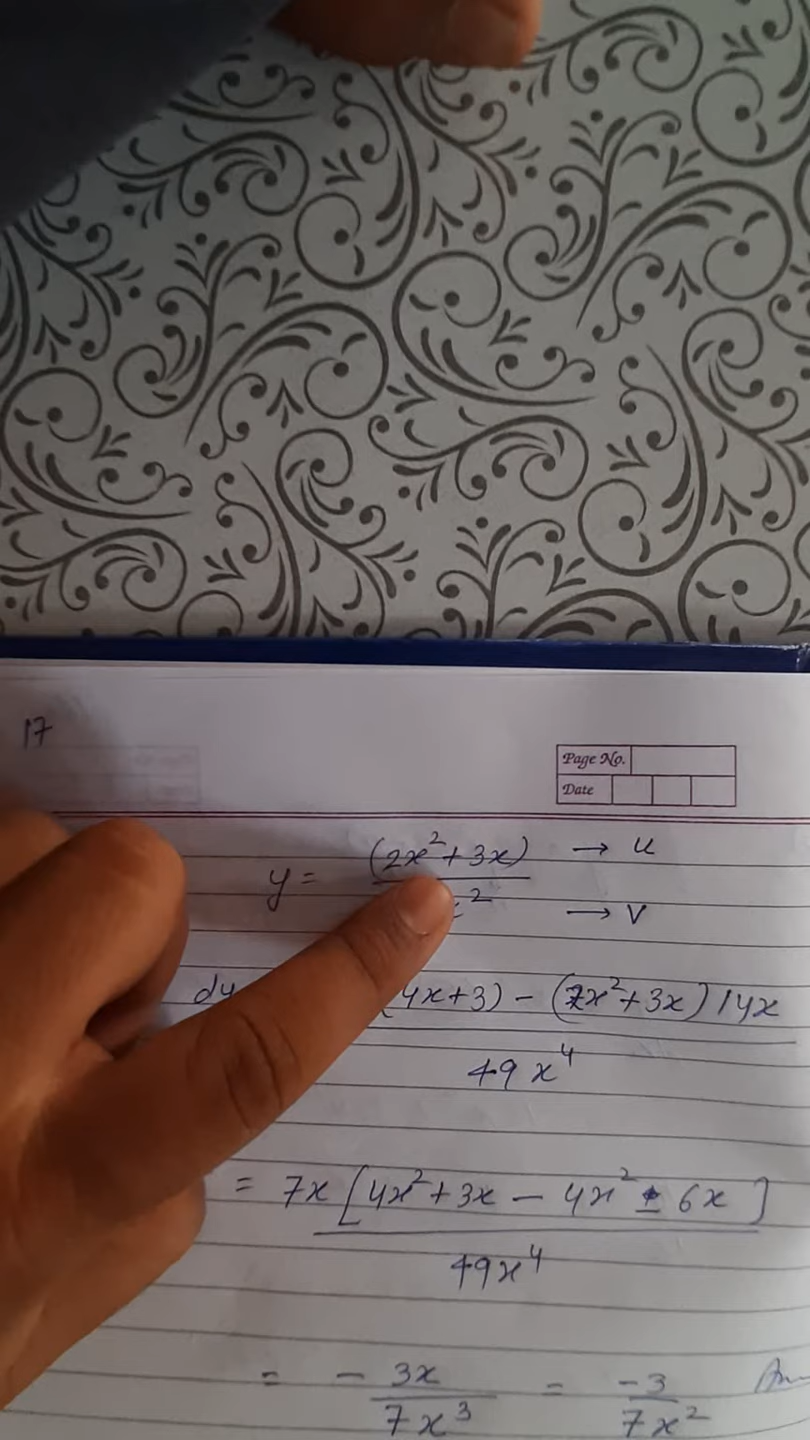 17
Page No.
Date
y = (2x²+3x) → u
x² → v
dy (4x+3) − (2x²+3x) 14x
49x⁴
= 7x [4x²+3x − 4x² − 6x]
49x⁴
= − 3x / 7x³ = −3 / 7x²